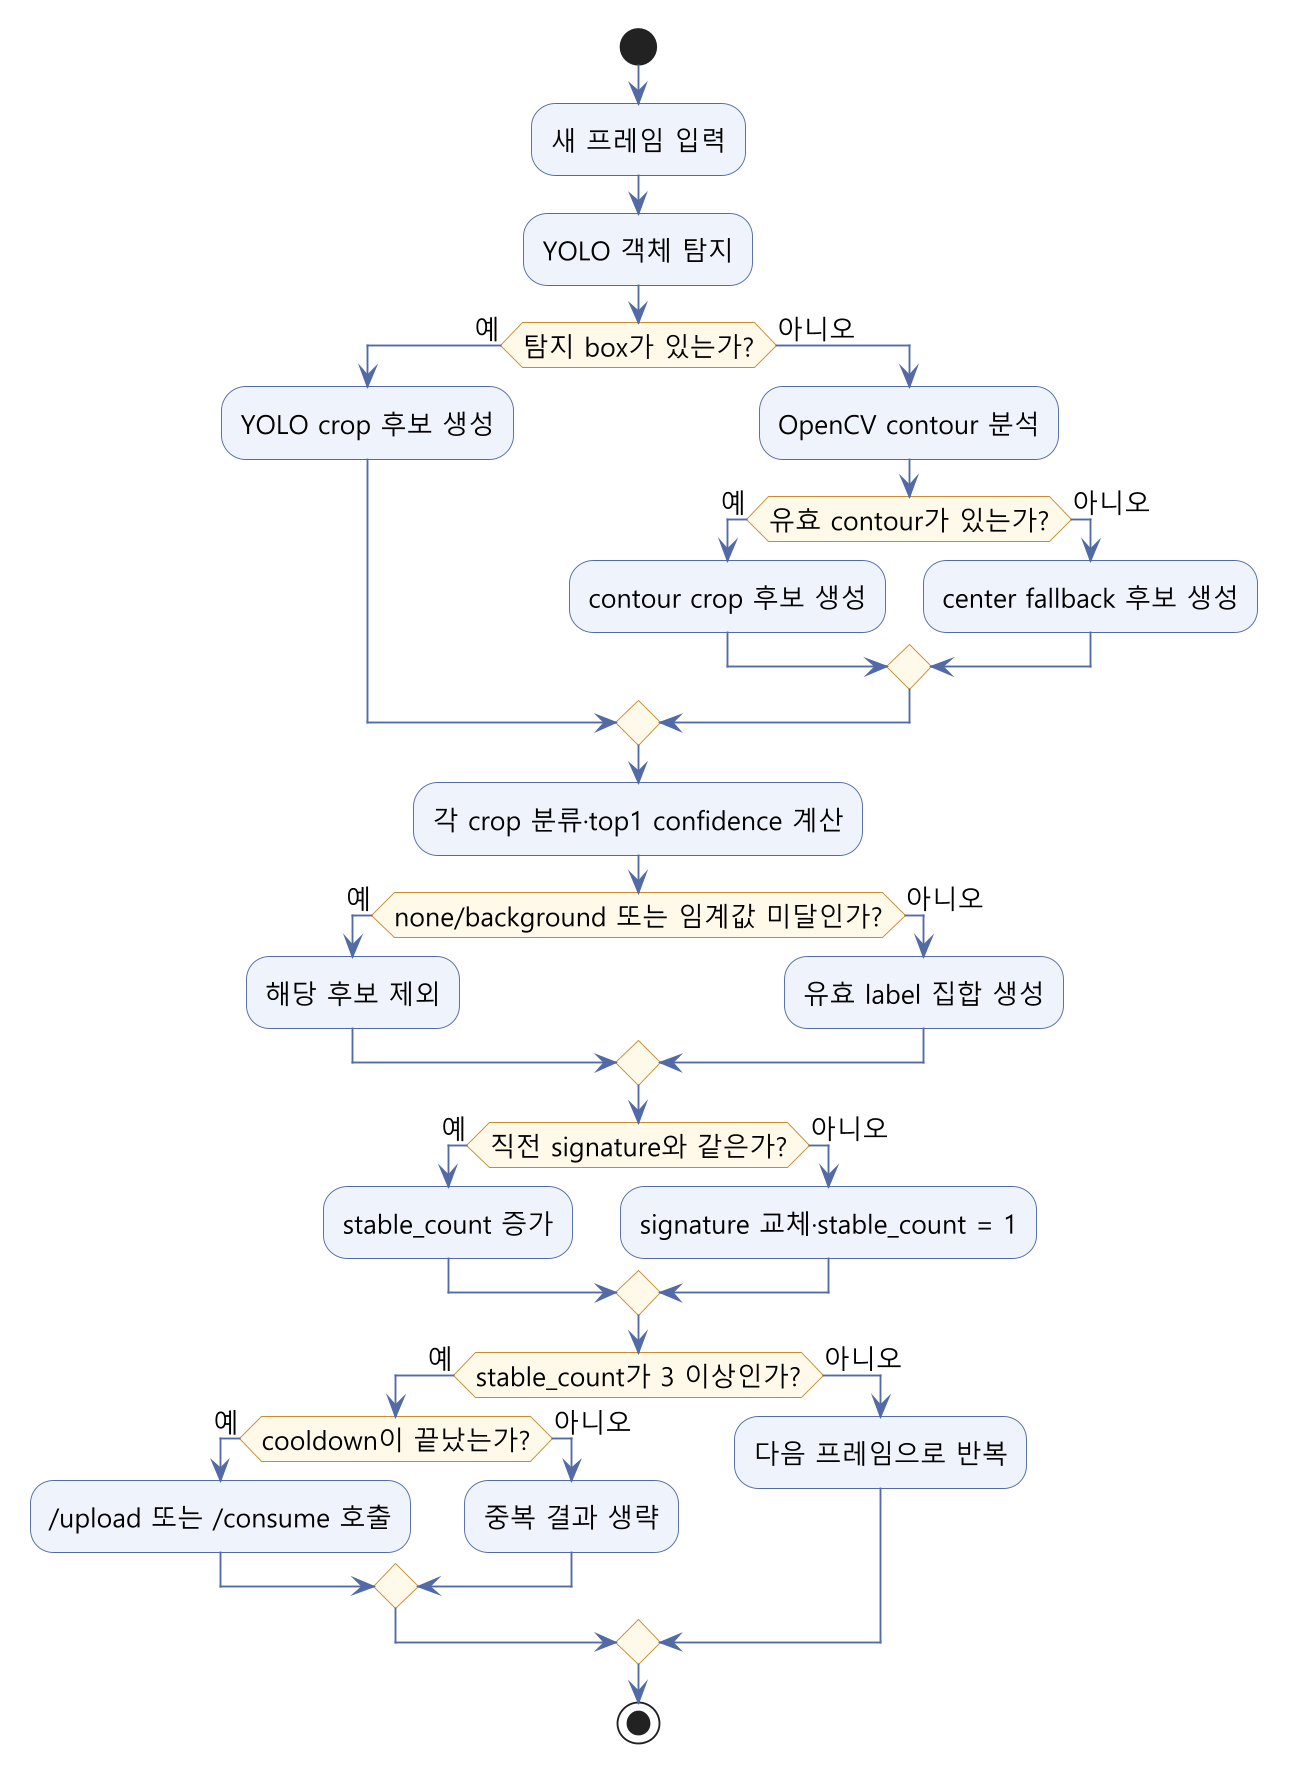 새 프레임 입력
YOLO 객체 탐지
예
탐지 box가 있는가?
아니오
YOLO crop 후보 생성
OpenCV contour 분석
예
유효 contour가 있는가?
아니오
contour crop 후보 생성
center fallback 후보 생성
각 crop 분류·top1 confidence 계산
예
none/background 또는 임계값 미달인가?
아니오
해당 후보 제외
유효 label 집합 생성
예
직전 signature와 같은가?
아니오
stable_count 증가
signature 교체·stable_count = 1
예
stable_count가 3 이상인가?
아니오
예
cooldown이 끝났는가?
아니오
다음 프레임으로 반복
/upload 또는 /consume 호출
중복 결과 생략